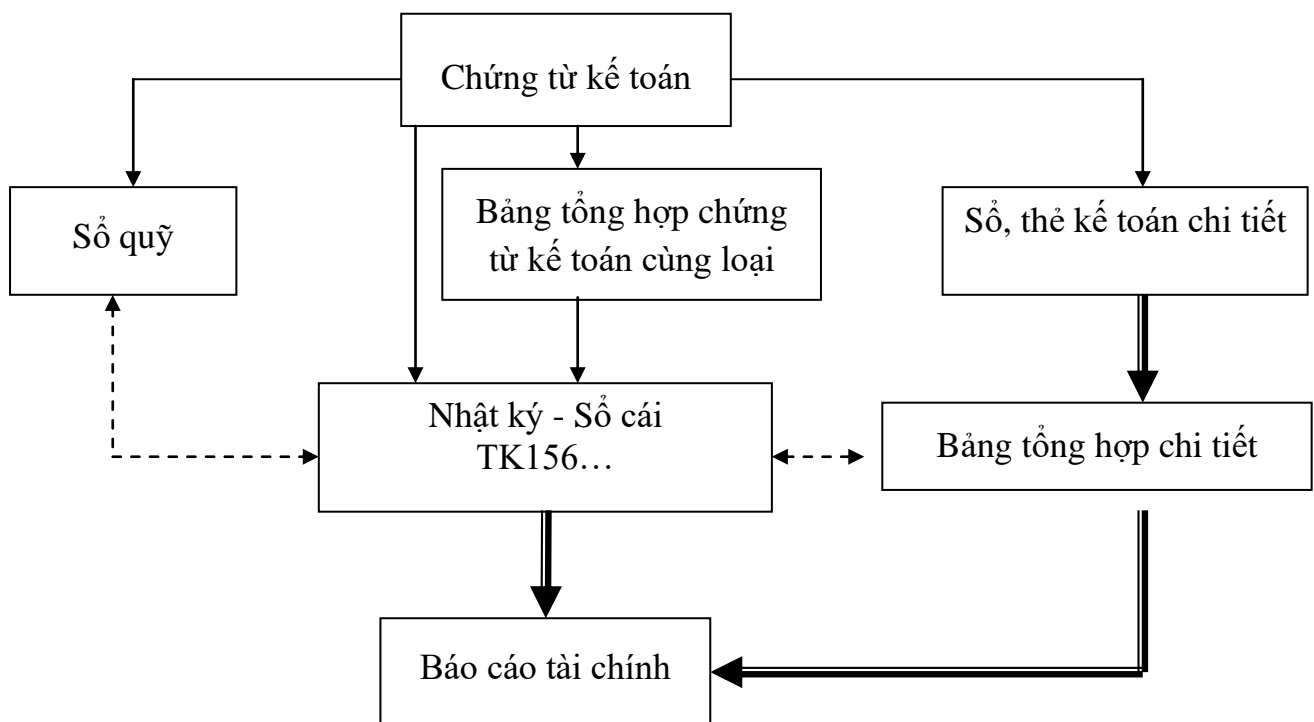 Chứng từ kế toán
Sổ quỹ
Bảng tổng hợp chứng
từ kế toán cùng loại
Sổ, thẻ kế toán chi tiết
Nhật ký - Sổ cái
TK156…
Bảng tổng hợp chi tiết
Báo cáo tài chính